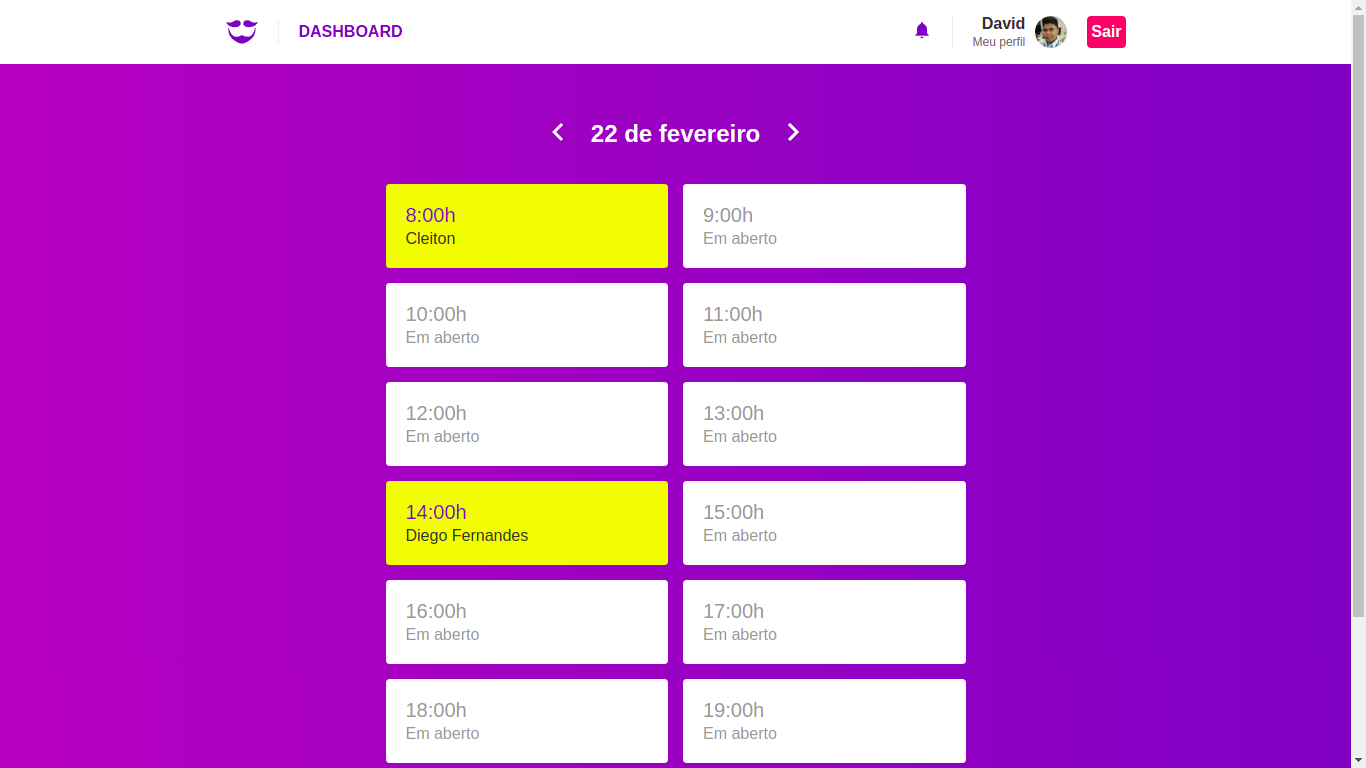 DASHBOARD
David
Meu perfil
Sair
22 de fevereiro
8:00h
Cleiton
9:00h
Em aberto
10:00h
Em aberto
11:00h
Em aberto
12:00h
Em aberto
13:00h
Em aberto
14:00h
Diego Fernandes
15:00h
Em aberto
16:00h
Em aberto
17:00h
Em aberto
18:00h
Em aberto
19:00h
Em aberto